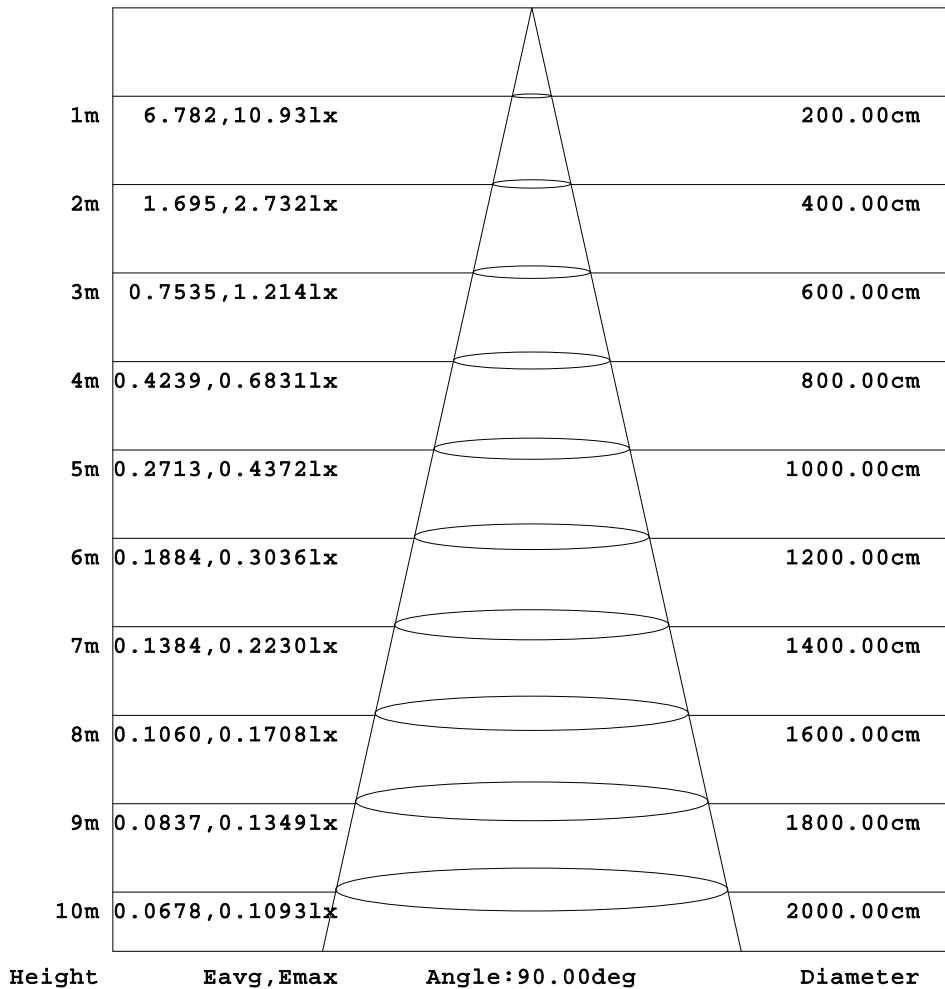 1m 6.782,10.93lx 200.00cm
2m 1.695,2.732lx 400.00cm
3m 0.7535,1.214lx 600.00cm
4m 0.4239,0.6831lx 800.00cm
5m 0.2713,0.4372lx 1000.00cm
6m 0.1884,0.3036lx 1200.00cm
7m 0.1384,0.2230lx 1400.00cm
8m 0.1060,0.1708lx 1600.00cm
9m 0.0837,0.1349lx 1800.00cm
10m 0.0678,0.1093lx 2000.00cm
Height Eavg,Emax Angle:90.00deg Diameter